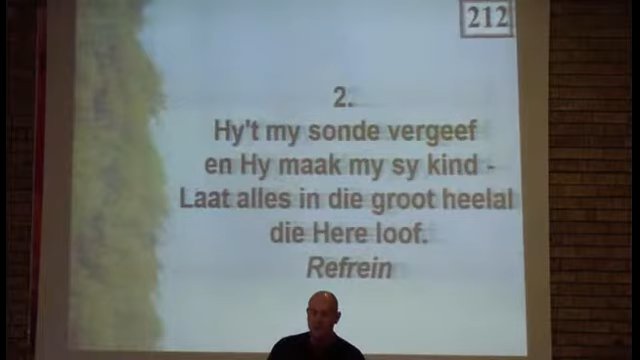 212
2.
Hy't my sonde vergeef
en Hy maak my sy kind -
Laat alles in die groot heelal
die Here loof.
Refrein